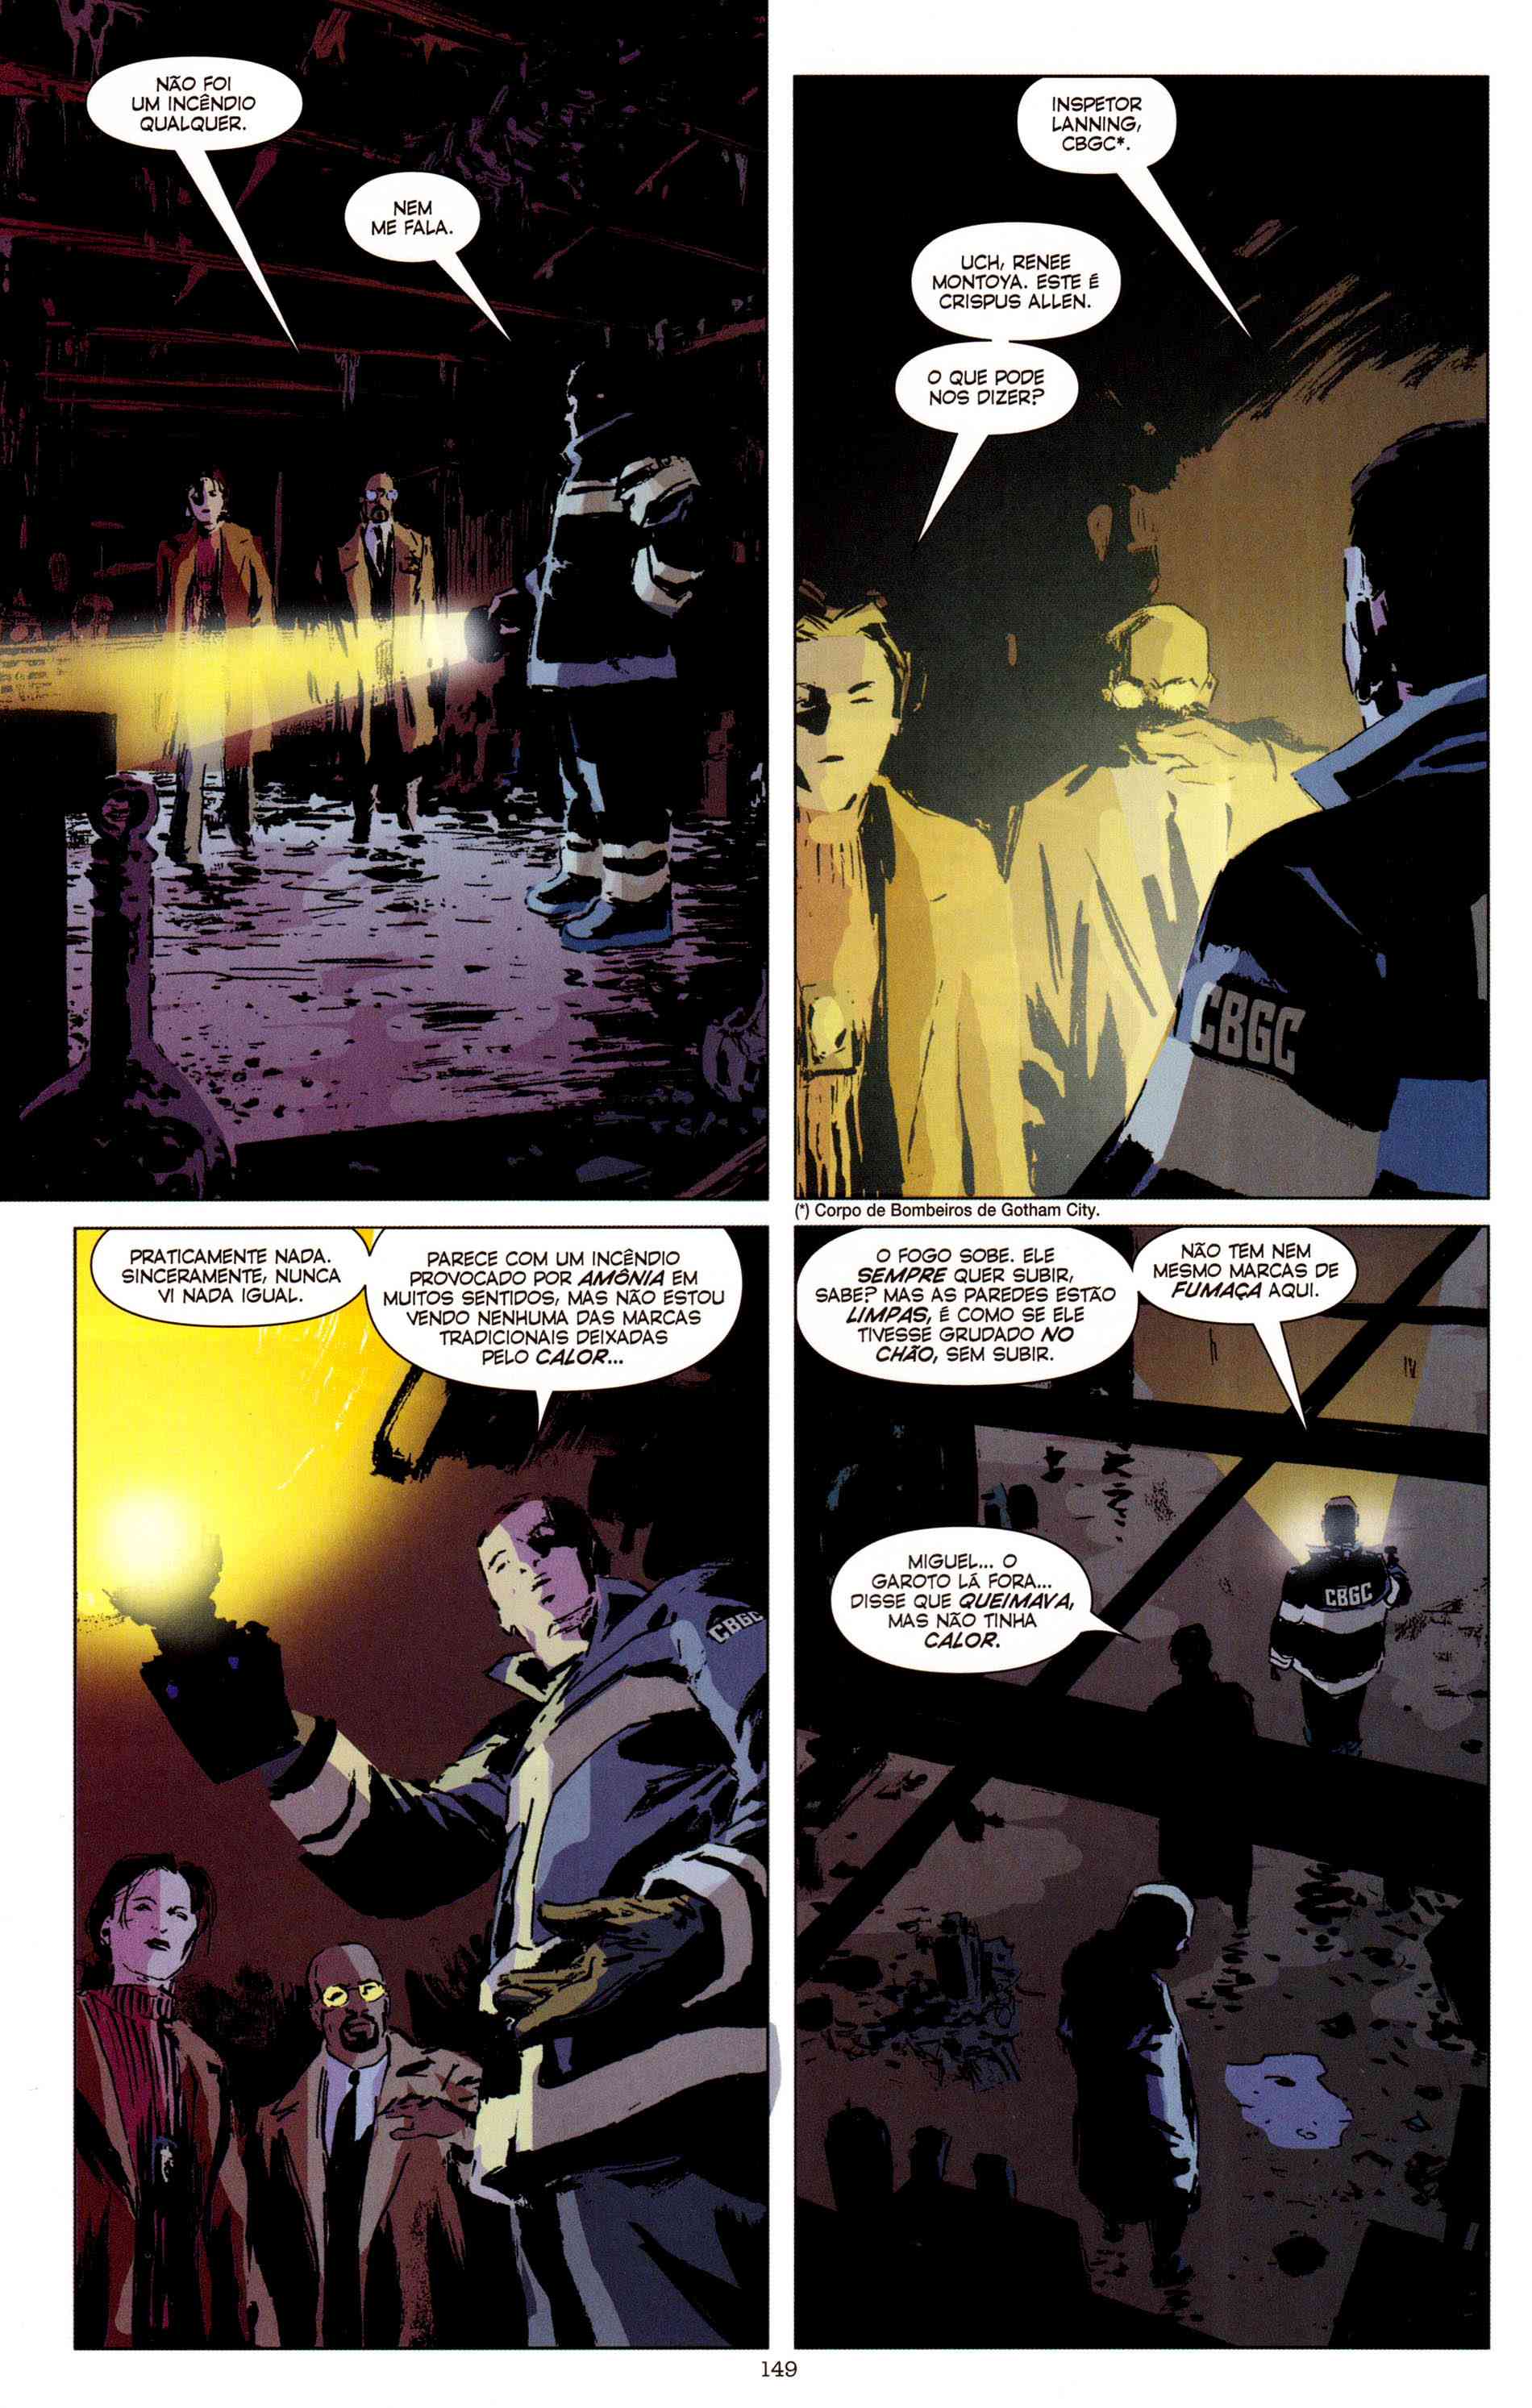 NÃO FOI
UM INCÊNDIO
QUALQUER.
NEM
ME FALA.
INSPETOR
LANNING,
CBGC*.
UCH, RENEE
MONTOYA. ESTE É
CRISPUS ALLEN.
O QUE PODE
NOS DIZER?
CBGC
(*) Corpo de Bombeiros de Gotham City.
PRATICAMENTE NADA.
SINCERAMENTE, NUNCA
VI NADA IGUAL.
PARECE COM UM INCÊNDIO
PROVOCADO POR AMÔNIA EM
MUITOS SENTIDOS, MAS NÃO ESTOU
VENDO NENHUMA DAS MARCAS
TRADICIONAIS DEIXADAS
PELO CALOR...
CBGC
O FOGO SOBE. ELE
SEMPRE QUER SUBIR,
SABE? MAS AS PAREDES ESTÃO
LIMPAS, É COMO SE ELE
TIVESSE GRUDADO NO
CHÃO, SEM SUBIR.
NÃO TEM NEM
MESMO MARCAS DE
FUMAÇA AQUI.
MIGUEL... O
GAROTO LÁ FORA...
DISSE QUE QUEIMAVA,
MAS NÃO TINHA
CALOR.
CBGC
149